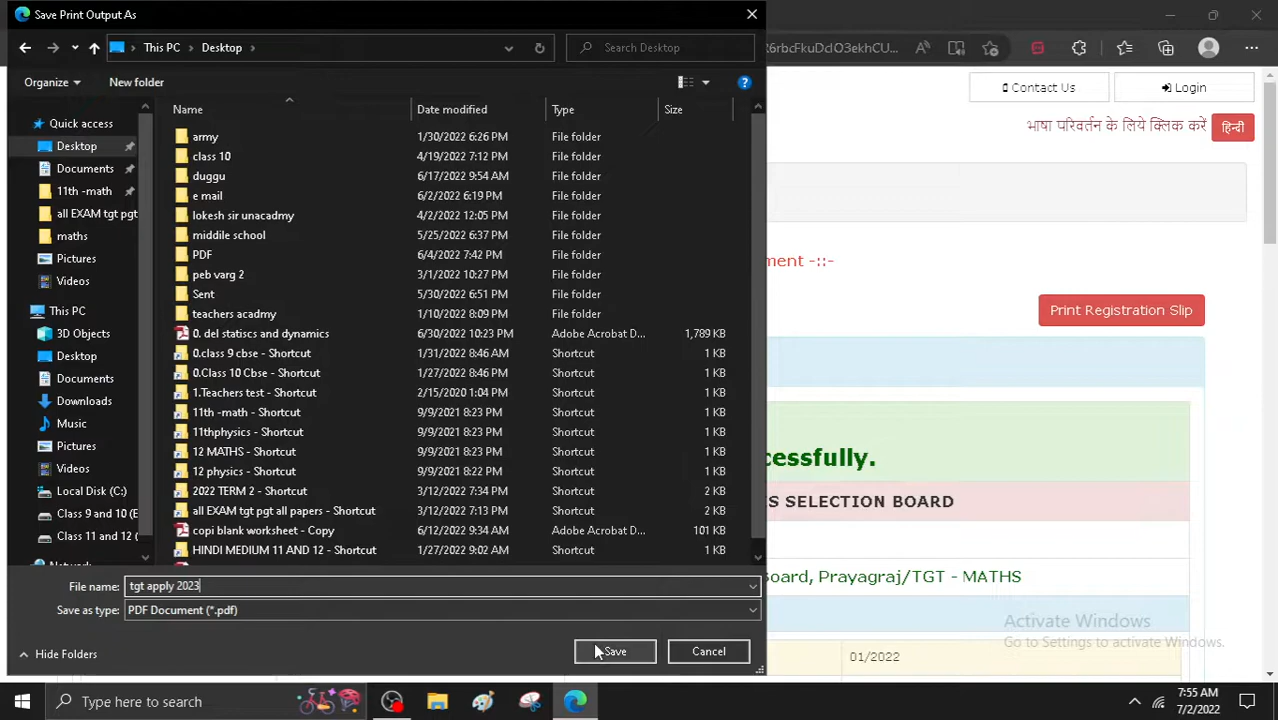 Save Print Output As
This PC > Desktop >
Search Desktop
R6rbcFkuDclO3ekhCU...
Organize
New folder
Contact Us
Login
भाषा परिवर्तन के लिये क्लिक करें
हिन्दी
Name
Date modified
Type
Size
Quick access
Desktop
Documents
11th -math
all EXAM tgt pgt
maths
Pictures
Videos
This PC
3D Objects
Desktop
Documents
Downloads
Music
Pictures
Videos
Local Disk (C:)
Class 9 and 10 (E
Class 11 and 12 (
army 1/30/2022 6:26 PM File folder
class 10 4/19/2022 7:12 PM File folder
duggu 6/17/2022 9:54 AM File folder
e mail 6/2/2022 6:19 PM File folder
lokesh sir unacadmy 4/2/2022 12:05 PM File folder
middile school 5/25/2022 6:37 PM File folder
PDF 6/4/2022 7:42 PM File folder
peb varg 2 3/1/2022 10:27 PM File folder
Sent 5/30/2022 6:51 PM File folder
teachers acadmy 1/10/2022 8:09 PM File folder
0. del statiscs and dynamics 6/30/2022 10:23 PM Adobe Acrobat D... 1,789 KB
0.class 9 cbse - Shortcut 1/31/2022 8:46 AM Shortcut 1 KB
0.Class 10 Cbse - Shortcut 1/27/2022 8:46 PM Shortcut 1 KB
1.Teachers test - Shortcut 2/15/2020 1:04 PM Shortcut 1 KB
11th -math - Shortcut 9/9/2021 8:23 PM Shortcut 1 KB
11thphysics - Shortcut 9/9/2021 8:23 PM Shortcut 1 KB
12 MATHS - Shortcut 9/9/2021 8:23 PM Shortcut 1 KB
12 physics - Shortcut 9/9/2021 8:22 PM Shortcut 1 KB
2022 TERM 2 - Shortcut 3/12/2022 7:34 PM Shortcut 2 KB
all EXAM tgt pgt all papers - Shortcut 3/12/2022 7:13 PM Shortcut 2 KB
copi blank worksheet - Copy 6/12/2022 9:34 AM Adobe Acrobat D... 101 KB
HINDI MEDIUM 11 AND 12 - Shortcut 1/27/2022 9:02 AM Shortcut 1 KB
File name: tgt apply 2023
Save as type: PDF Document (*.pdf)
Hide Folders
Save
Cancel
ment -::-
Print Registration Slip
cessfully.
S SELECTION BOARD
Board, Prayagraj/TGT - MATHS
01/2022
Activate Windows
Go to Settings to activate Windows.
Type here to search
7:55 AM
7/2/2022